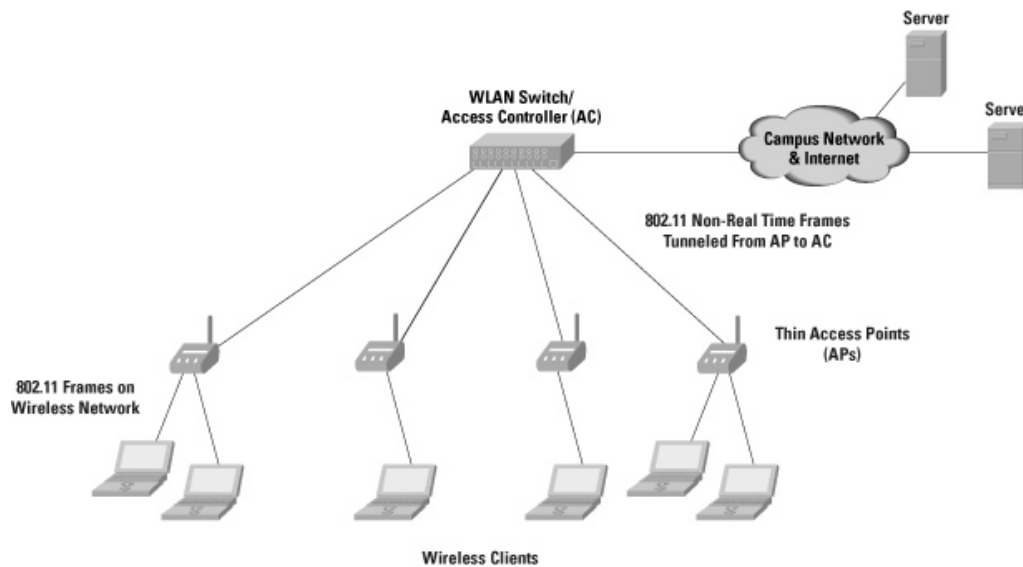 Server
WLAN Switch/
Access Controller (AC)
Server
Campus Network
& Internet
802.11 Non-Real Time Frames
Tunneled From AP to AC
Thin Access Points
(APs)
802.11 Frames on
Wireless Network
Wireless Clients